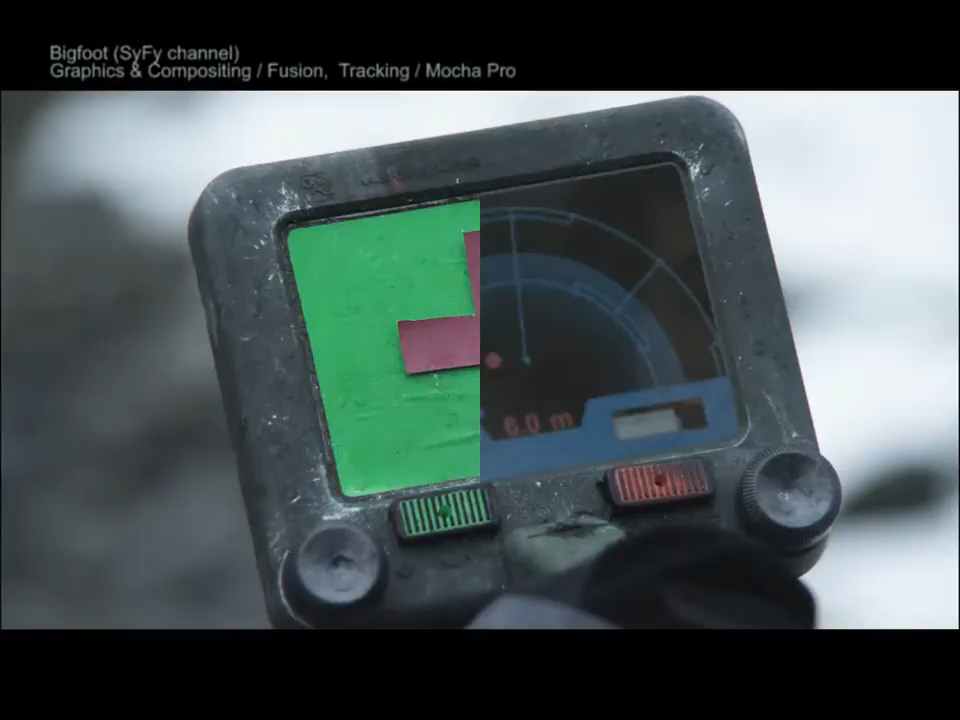 Bigfoot (SyFy channel)
Graphics & Compositing / Fusion,  Tracking / Mocha Pro
6.0 m